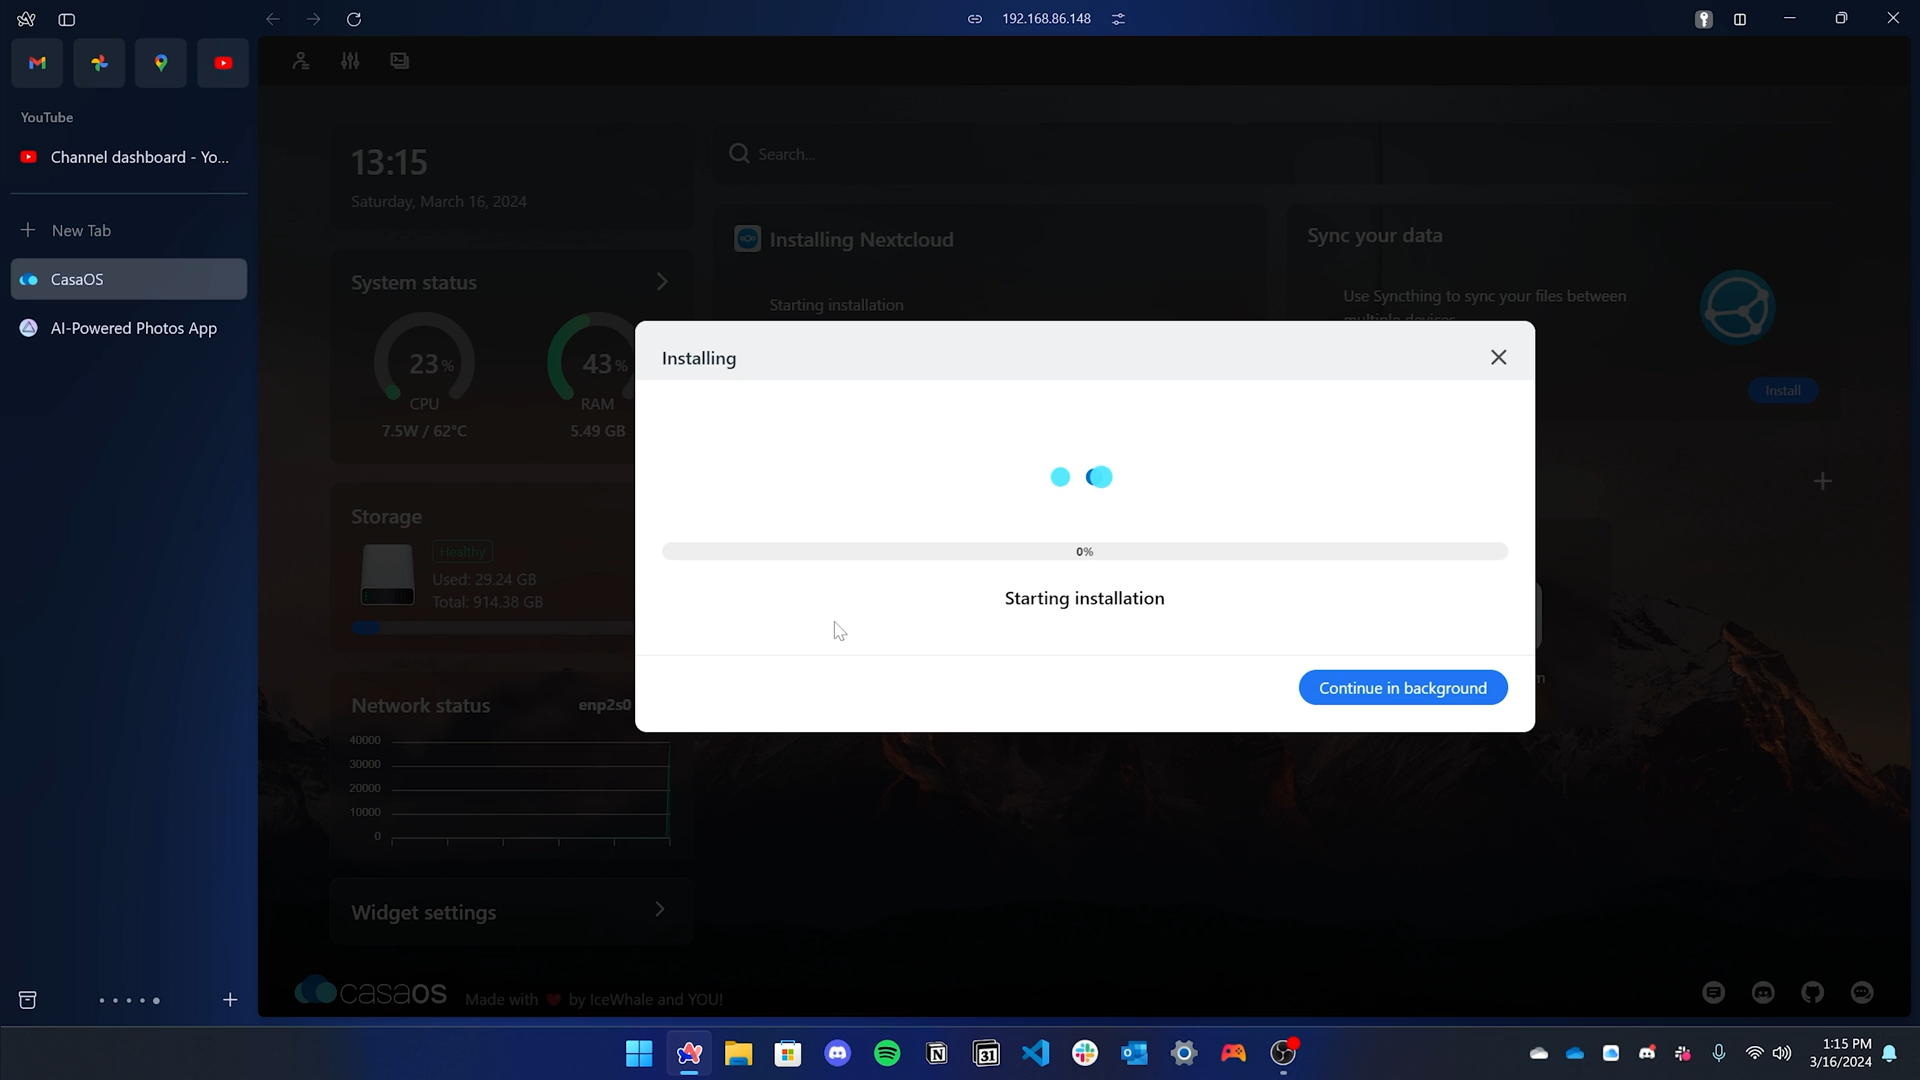 192.168.86.148
YouTube
Channel dashboard - Yo...
New Tab
CasaOS
AI-Powered Photos App
13:15
Saturday, March 16, 2024
Search...
System status
23%
CPU
7.5W / 62°C
43%
RAM
5.49 GB
Installing Nextcloud
Starting installation
Sync your data
Use Syncthing to sync your files between
multiple devices
Install
Installing
0%
Starting installation
Continue in background
Storage
Healthy
Used: 29.24 GB
Total: 914.38 GB
Network status
enp2s0
40000
30000
20000
10000
0
Widget settings
casaOS
Made with ❤ by IceWhale and YOU!
31
1:15 PM
3/16/2024